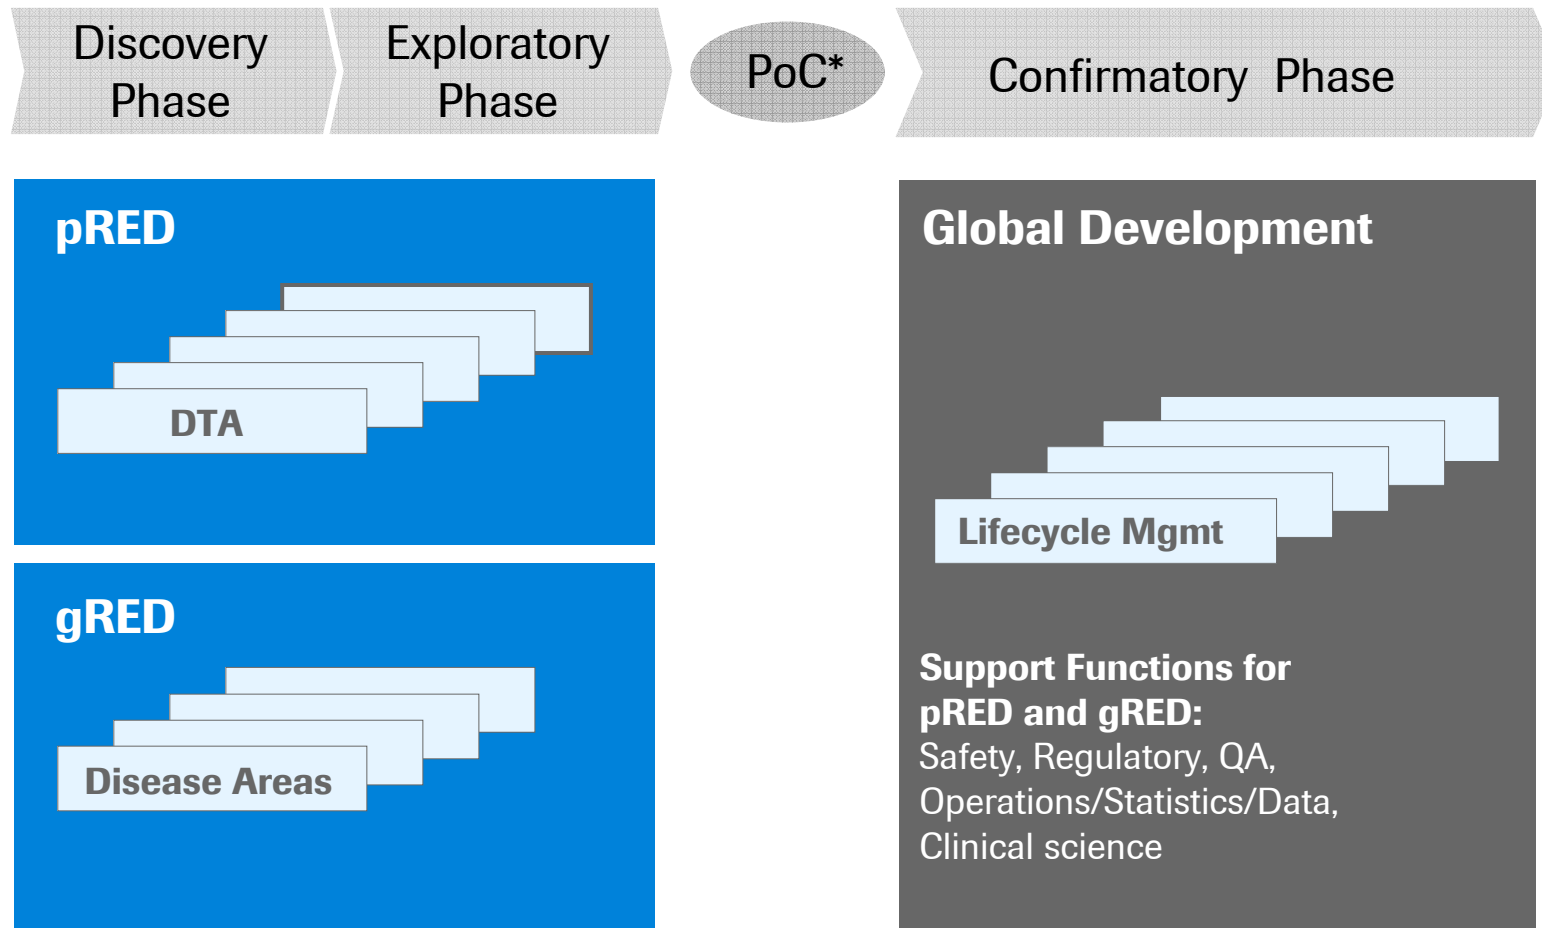 Discovery
Phase
Exploratory
Phase
PoC*
Confirmatory Phase
pRED
DTA
gRED
Disease Areas
Global Development
Lifecycle Mgmt
Support Functions for
pRED and gRED:
Safety, Regulatory, QA,
Operations/Statistics/Data,
Clinical science